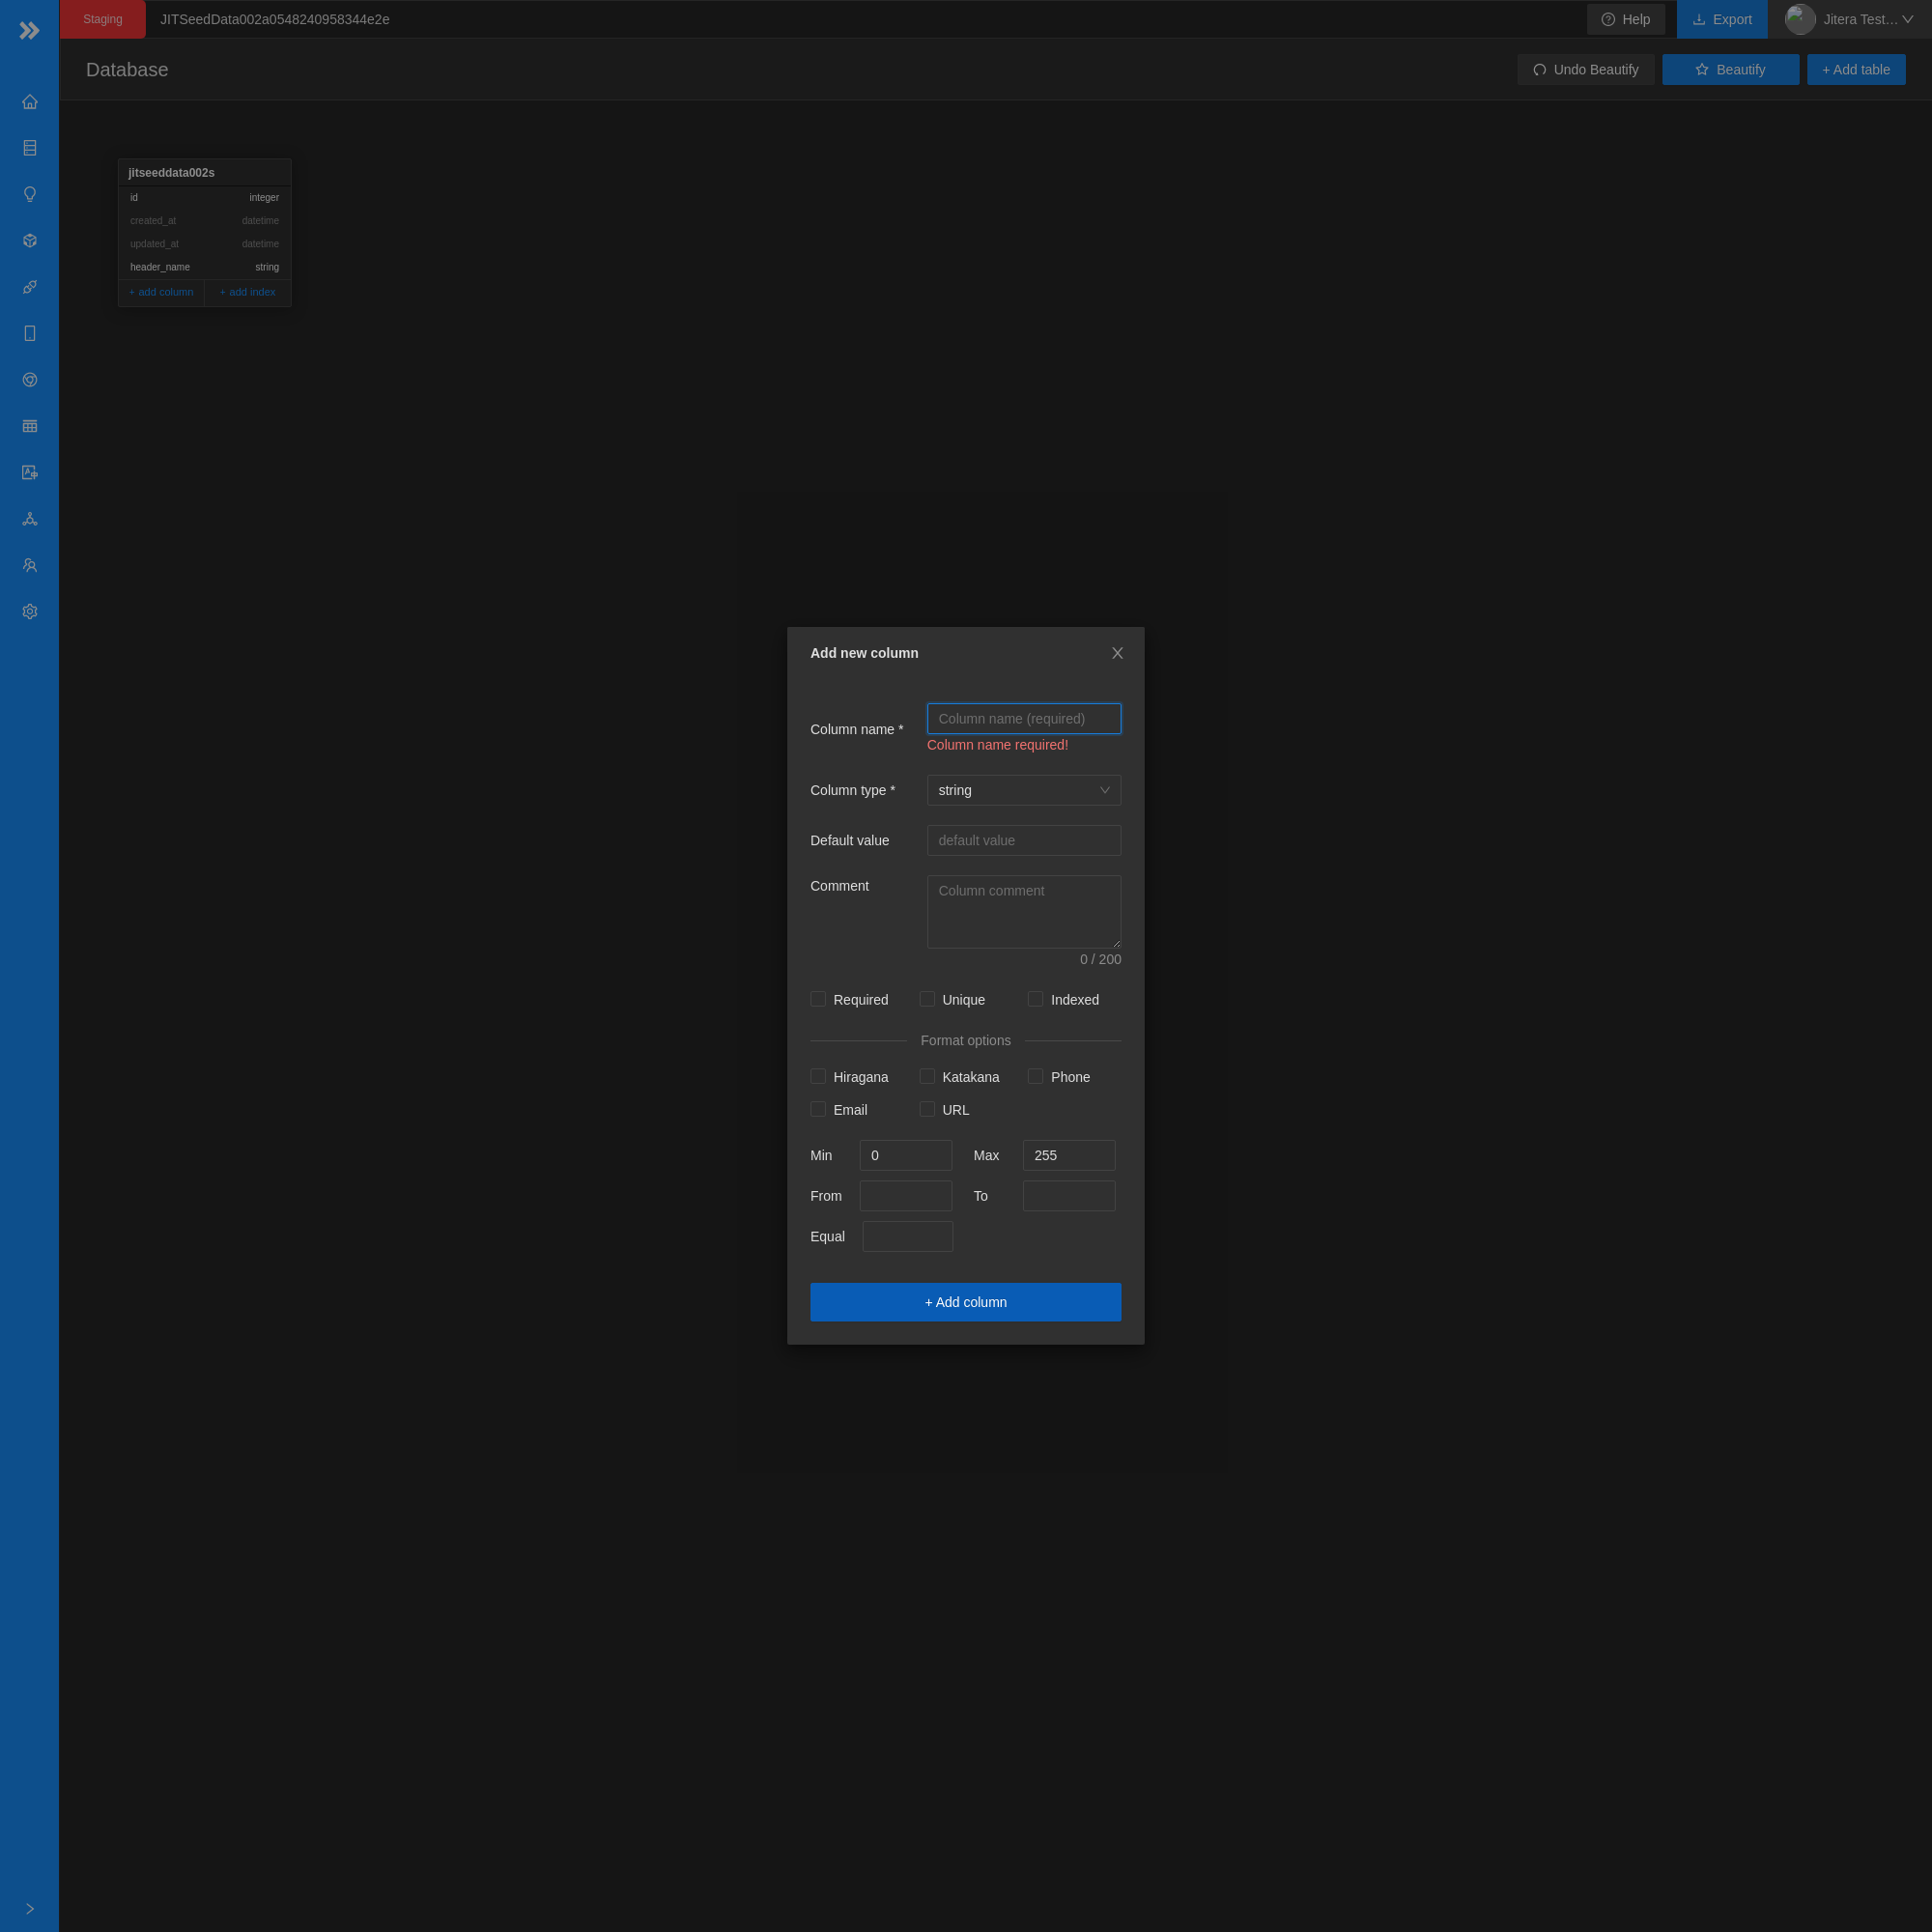 Staging
JITSeedData002a0548240958344e2e
Help
Export
Jitera Test...
Database
Undo Beautify
Beautify
+ Add table
jitseeddata002s
id integer
created_at datetime
updated_at datetime
header_name string
+ add column + add index
Add new column
Column name * Column name (required)
Column name required!
Column type * string
Default value default value
Comment Column comment
0 / 200
Required Unique Indexed
Format options
Hiragana Katakana Phone
Email URL
Min 0 Max 255
From To
Equal
+ Add column